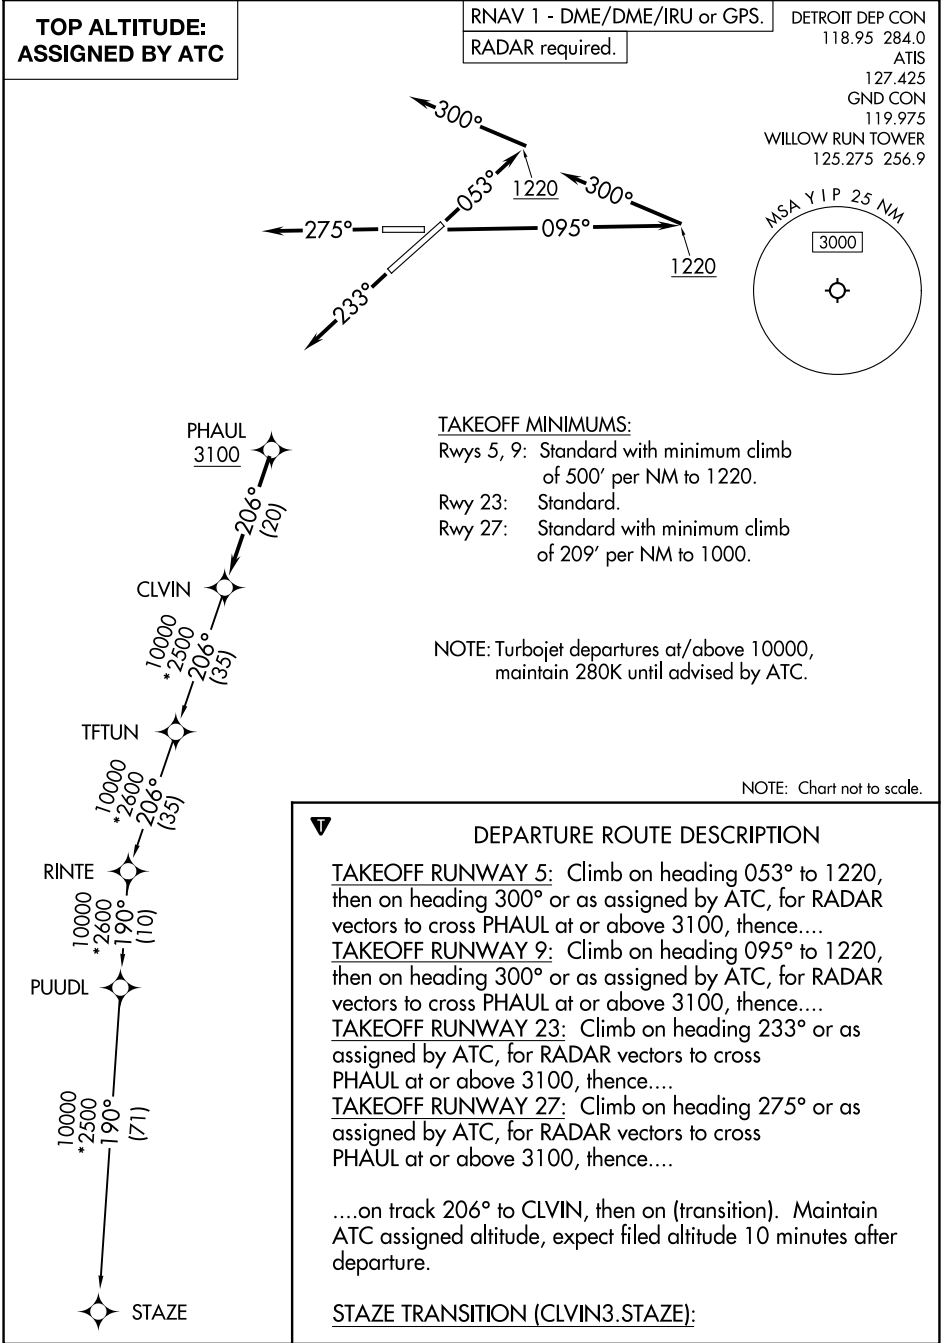 TOP ALTITUDE:
ASSIGNED BY ATC
RNAV 1 - DME/DME/IRU or GPS.
RADAR required.
DETROIT DEP CON
118.95 284.0
ATIS
127.425
GND CON
119.975
WILLOW RUN TOWER
125.275 256.9
300°
053°
1220
300°
275°
095°
1220
233°
MSA YIP 25 NM
3000
PHAUL
3100
206°
(20)
CLVIN
10000
*2500
206°
(35)
TFTUN
10000
*2600
206°
(35)
RINTE
10000
*2600
190°
(10)
PUUDL
10000
*2500
190°
(71)
STAZE
TAKEOFF MINIMUMS:
Rwys 5, 9: Standard with minimum climb
of 500' per NM to 1220.
Rwy 23: Standard.
Rwy 27: Standard with minimum climb
of 209' per NM to 1000.
NOTE: Turbojet departures at/above 10000,
maintain 280K until advised by ATC.
NOTE: Chart not to scale.
T
DEPARTURE ROUTE DESCRIPTION
TAKEOFF RUNWAY 5: Climb on heading 053° to 1220,
then on heading 300° or as assigned by ATC, for RADAR
vectors to cross PHAUL at or above 3100, thence....
TAKEOFF RUNWAY 9: Climb on heading 095° to 1220,
then on heading 300° or as assigned by ATC, for RADAR
vectors to cross PHAUL at or above 3100, thence....
TAKEOFF RUNWAY 23: Climb on heading 233° or as
assigned by ATC, for RADAR vectors to cross
PHAUL at or above 3100, thence....
TAKEOFF RUNWAY 27: Climb on heading 275° or as
assigned by ATC, for RADAR vectors to cross
PHAUL at or above 3100, thence....
....on track 206° to CLVIN, then on (transition). Maintain
ATC assigned altitude, expect filed altitude 10 minutes after
departure.
STAZE TRANSITION (CLVIN3.STAZE):